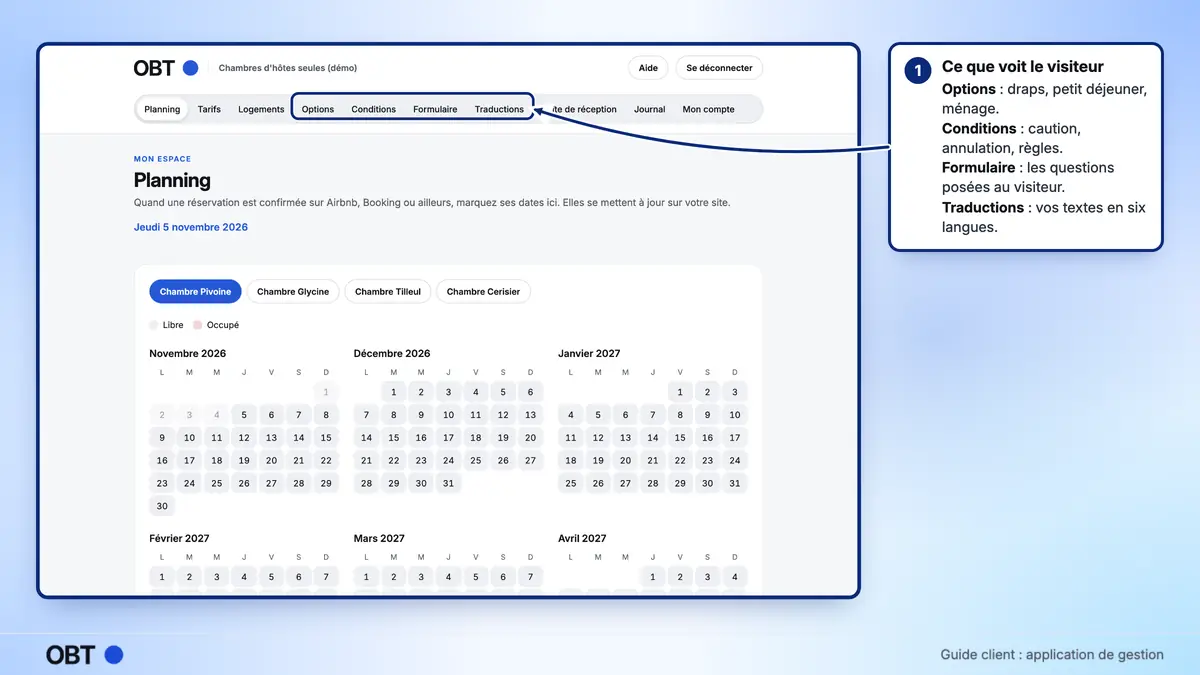 OBT
Chambres d'hôtes seules (démo)
Aide
Se déconnecter
Planning Tarifs Logements Options Conditions Formulaire Traductions de réception Journal Mon compte
MON ESPACE
Planning
Quand une réservation est confirmée sur Airbnb, Booking ou ailleurs, marquez ses dates ici. Elles se mettent à jour sur votre site.
Jeudi 5 novembre 2026
Chambre Pivoine Chambre Glycine Chambre Tilleul Chambre Cerisier
Libre Occupé
Novembre 2026
L M M J V S D
1
2 3 4 5 6 7 8
9 10 11 12 13 14 15
16 17 18 19 20 21 22
23 24 25 26 27 28 29
30
Décembre 2026
L M M J V S D
1 2 3 4 5 6
7 8 9 10 11 12 13
14 15 16 17 18 19 20
21 22 23 24 25 26 27
28 29 30 31
Janvier 2027
L M M J V S D
1 2 3
4 5 6 7 8 9 10
11 12 13 14 15 16 17
18 19 20 21 22 23 24
25 26 27 28 29 30 31
Février 2027
L M M J V S D
1 2 3 4 5 6 7
Mars 2027
L M M J V S D
1 2 3 4 5 6 7
Avril 2027
L M M J V S D
1 2 3 4
1
Ce que voit le visiteur
Options : draps, petit déjeuner,
ménage.
Conditions : caution,
annulation, règles.
Formulaire : les questions
posées au visiteur.
Traductions : vos textes en six
langues.
OBT
Guide client : application de gestion